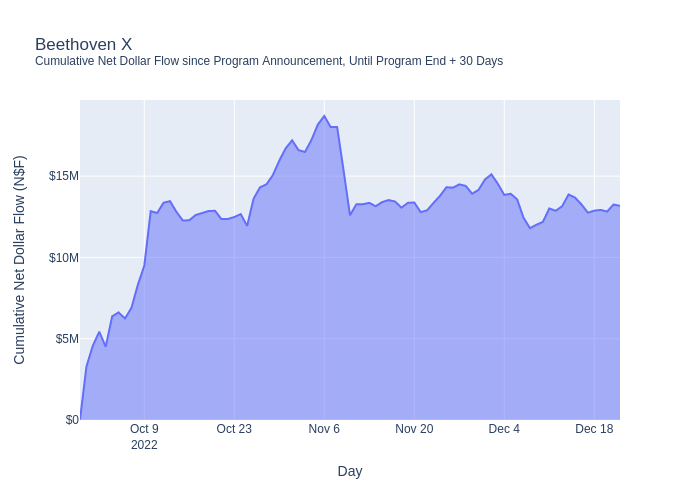 Beethoven X
Cumulative Net Dollar Flow since Program Announcement, Until Program End + 30 Days
Cumulative Net Dollar Flow (N$F)
$15M
$10M
$5M
$0
Oct 9
2022
Oct 23
Nov 6
Nov 20
Dec 4
Dec 18
Day